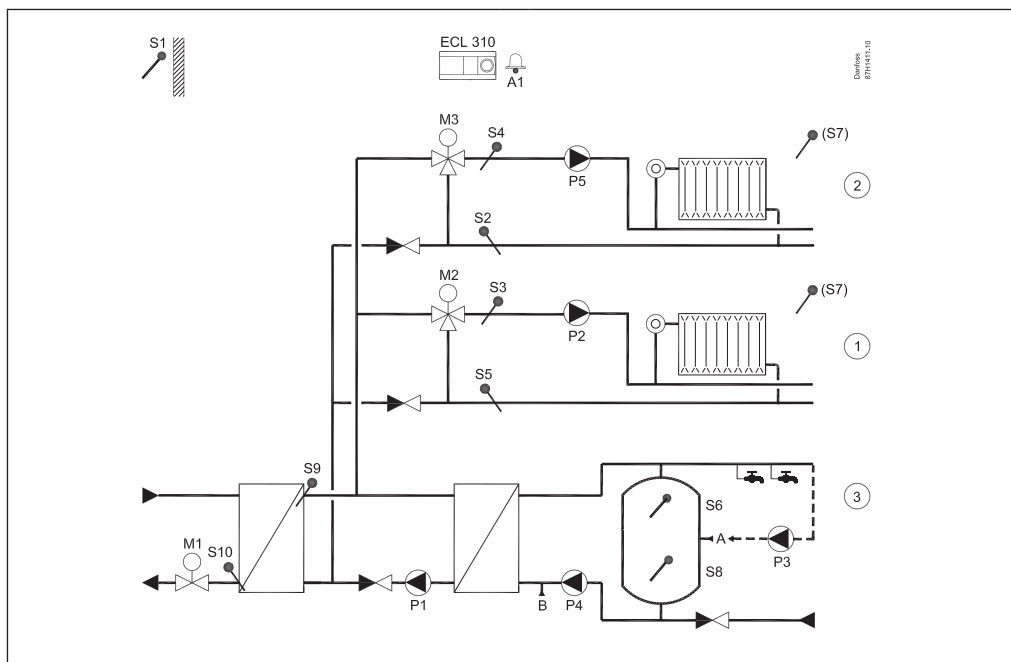 S1
ECL 310
A1
Danfoss
87H1411.10
M3
S4
P5
(S7)
2
S2
M2
S3
P2
(S7)
1
S5
S9
S6
3
A
P3
M1
S10
S8
P1
B
P4